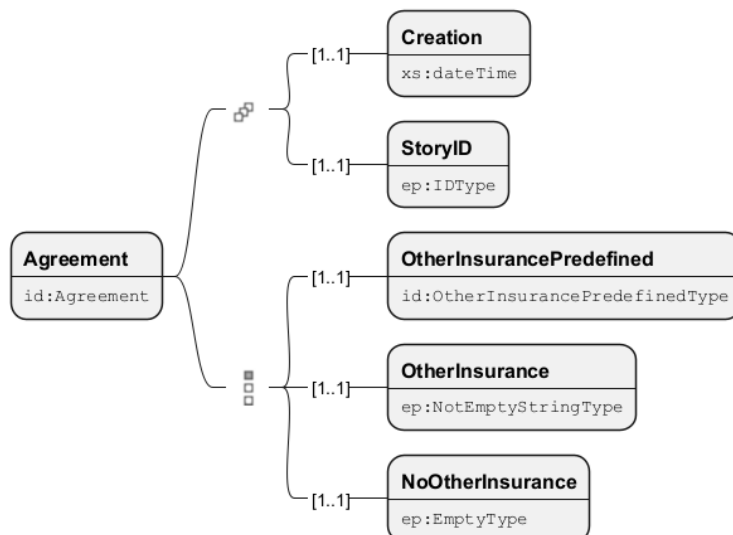 Creation
[1..1]
xs:dateTime
StoryID
[1..1]
ep:IDType
Agreement
id:Agreement
OtherInsurancePredefined
[1..1]
id:OtherInsurancePredefinedType
OtherInsurance
[1..1]
ep:NotEmptyStringType
NoOtherInsurance
[1..1]
ep:EmptyType